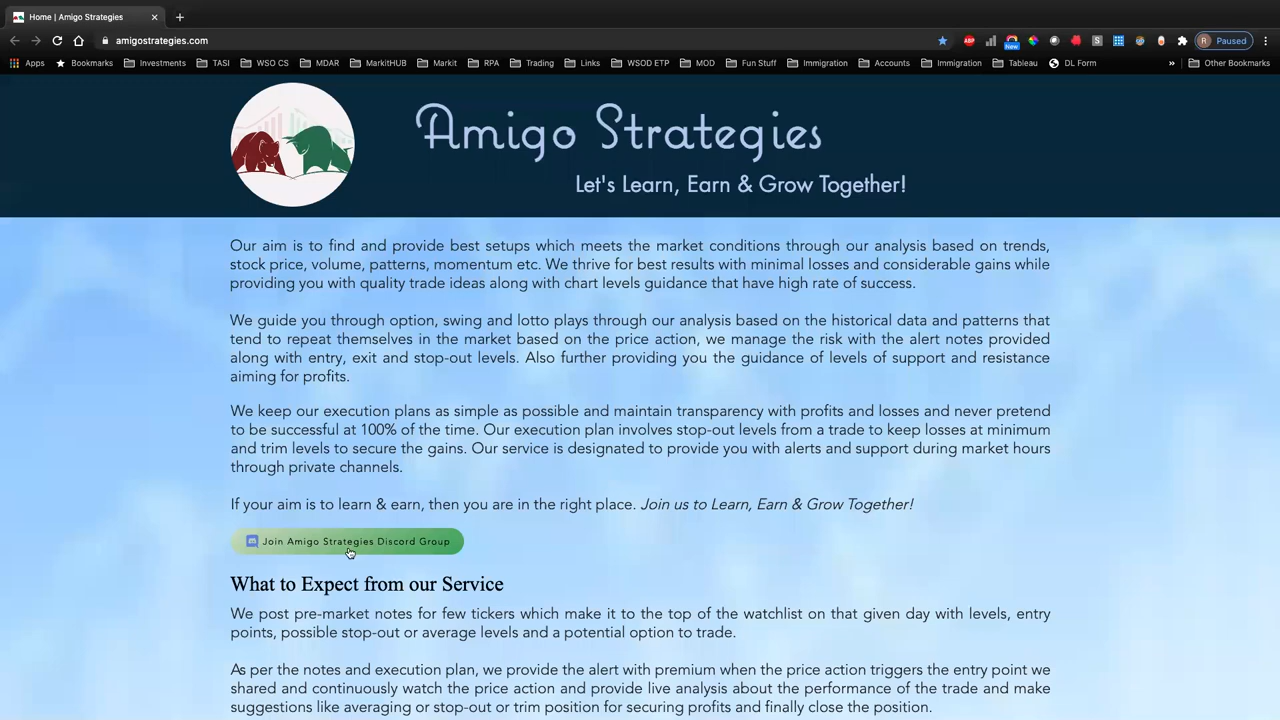 Home | Amigo Strategies
amigostrategies.com
ABP
New
S
R Paused
Apps Bookmarks Investments TASI WSO CS MDAR MarkitHUB Markit RPA Trading Links WSOD ETP MOD Fun Stuff Immigration Accounts Immigration Tableau DL Form » Other Bookmarks
Amigo Strategies
Let's Learn, Earn & Grow Together!
Our aim is to find and provide best setups which meets the market conditions through our analysis based on trends,
stock price, volume, patterns, momentum etc. We thrive for best results with minimal losses and considerable gains while
providing you with quality trade ideas along with chart levels guidance that have high rate of success.
We guide you through option, swing and lotto plays through our analysis based on the historical data and patterns that
tend to repeat themselves in the market based on the price action, we manage the risk with the alert notes provided
along with entry, exit and stop-out levels. Also further providing you the guidance of levels of support and resistance
aiming for profits.
We keep our execution plans as simple as possible and maintain transparency with profits and losses and never pretend
to be successful at 100% of the time. Our execution plan involves stop-out levels from a trade to keep losses at minimum
and trim levels to secure the gains. Our service is designated to provide you with alerts and support during market hours
through private channels.
If your aim is to learn & earn, then you are in the right place. Join us to Learn, Earn & Grow Together!
Join Amigo Strategies Discord Group
What to Expect from our Service
We post pre-market notes for few tickers which make it to the top of the watchlist on that given day with levels, entry
points, possible stop-out or average levels and a potential option to trade.
As per the notes and execution plan, we provide the alert with premium when the price action triggers the entry point we
shared and continuously watch the price action and provide live analysis about the performance of the trade and make
suggestions like averaging or stop-out or trim position for securing profits and finally close the position.